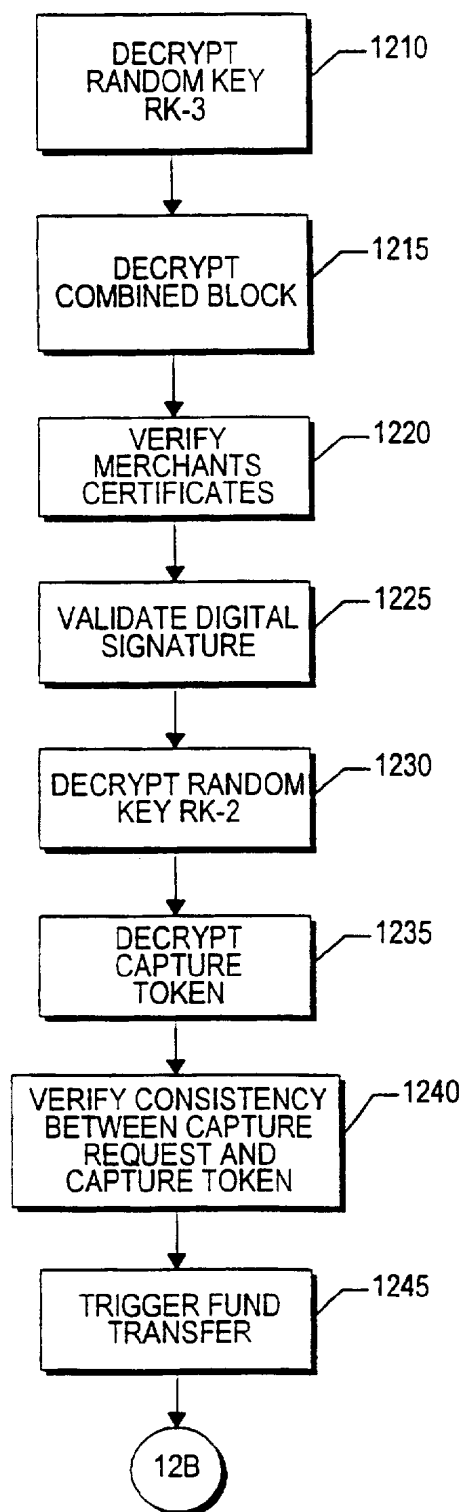 DECRYPT
RANDOM KEY
RK-3
1210
DECRYPT
COMBINED BLOCK
1215
VERIFY
MERCHANTS
CERTIFICATES
1220
VALIDATE DIGITAL
SIGNATURE
1225
DECRYPT RANDOM
KEY RK-2
1230
DECRYPT
CAPTURE
TOKEN
1235
VERIFY CONSISTENCY
BETWEEN CAPTURE
REQUEST AND
CAPTURE TOKEN
1240
TRIGGER FUND
TRANSFER
1245
12B